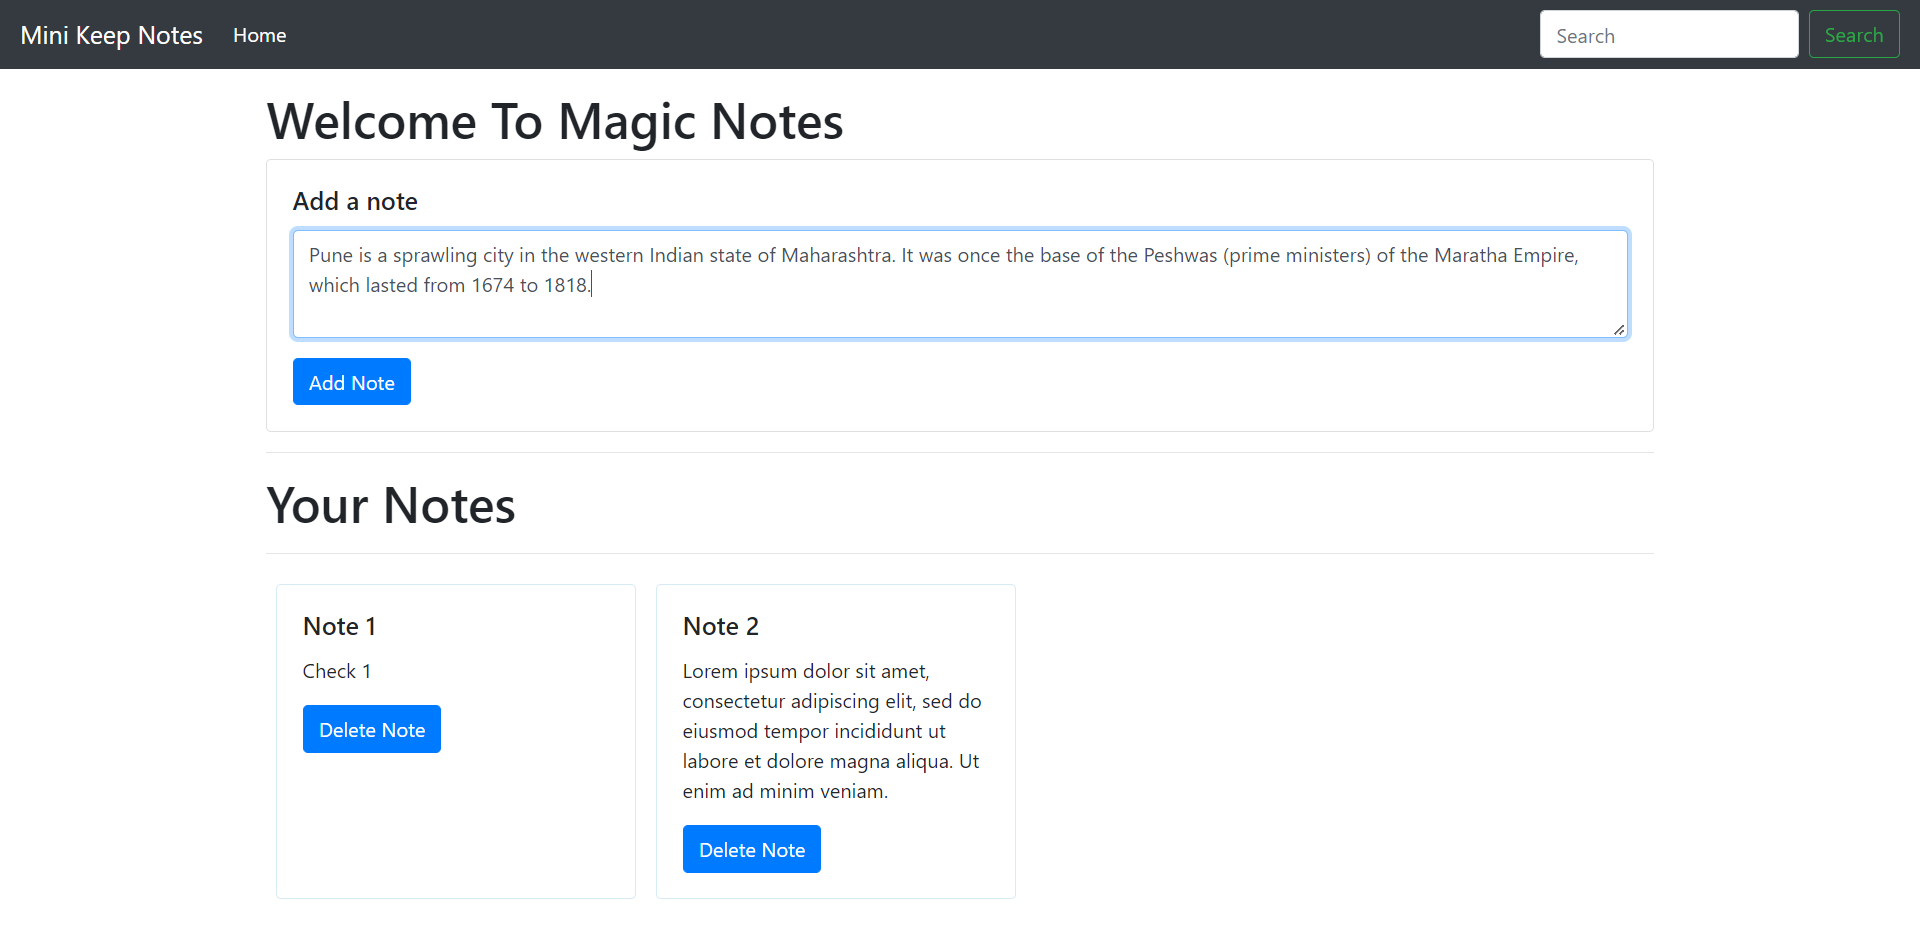 Mini Keep Notes Home Search Search
Welcome To Magic Notes
Add a note
Pune is a sprawling city in the western Indian state of Maharashtra. It was once the base of the Peshwas (prime ministers) of the Maratha Empire,
which lasted from 1674 to 1818.
Add Note
Your Notes
Note 1
Check 1
Delete Note
Note 2
Lorem ipsum dolor sit amet,
consectetur adipiscing elit, sed do
eiusmod tempor incididunt ut
labore et dolore magna aliqua. Ut
enim ad minim veniam.
Delete Note